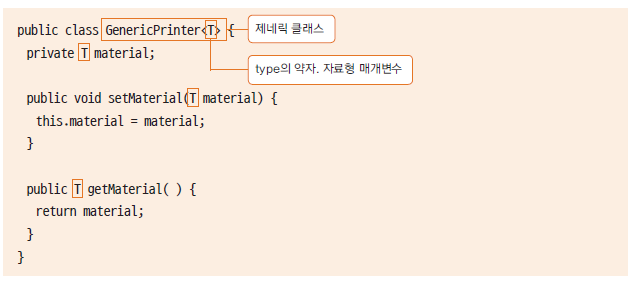 public class GenericPrinter<T> {
제네릭 클래스
private T material;
type의 약자. 자료형 매개변수
public void setMaterial(T material) {
this.material = material;
}
public T getMaterial( ) {
return material;
}
}